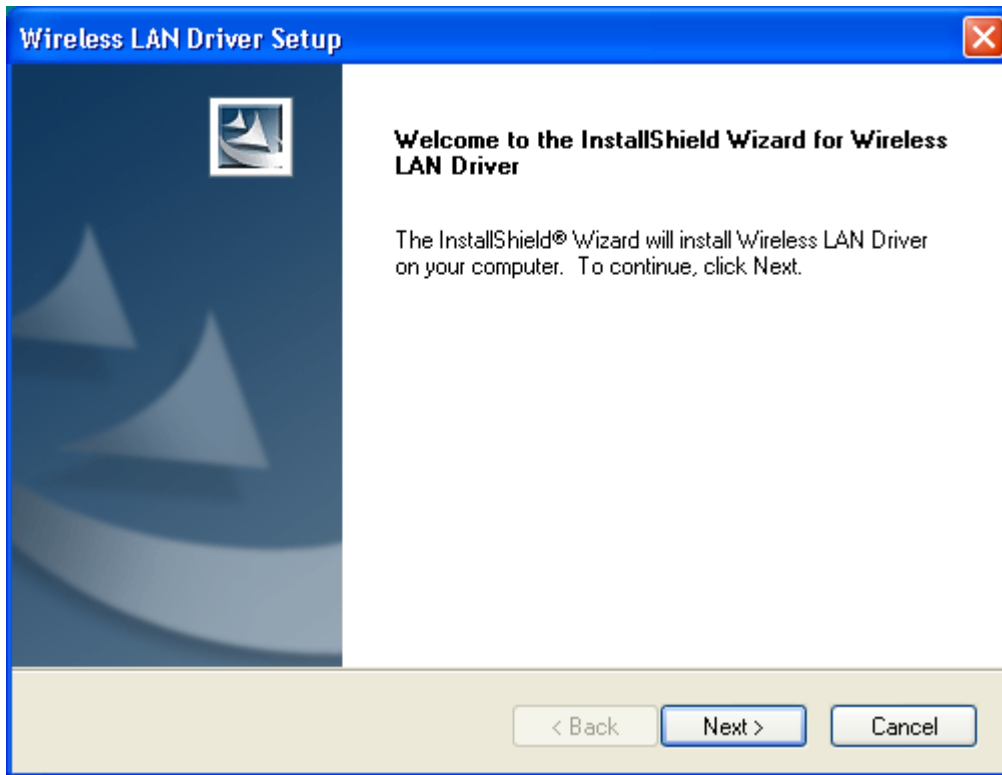 Wireless LAN Driver Setup
Welcome to the InstallShield Wizard for Wireless
LAN Driver
The InstallShield® Wizard will install Wireless LAN Driver
on your computer.  To continue, click Next.
< Back
Next >
Cancel